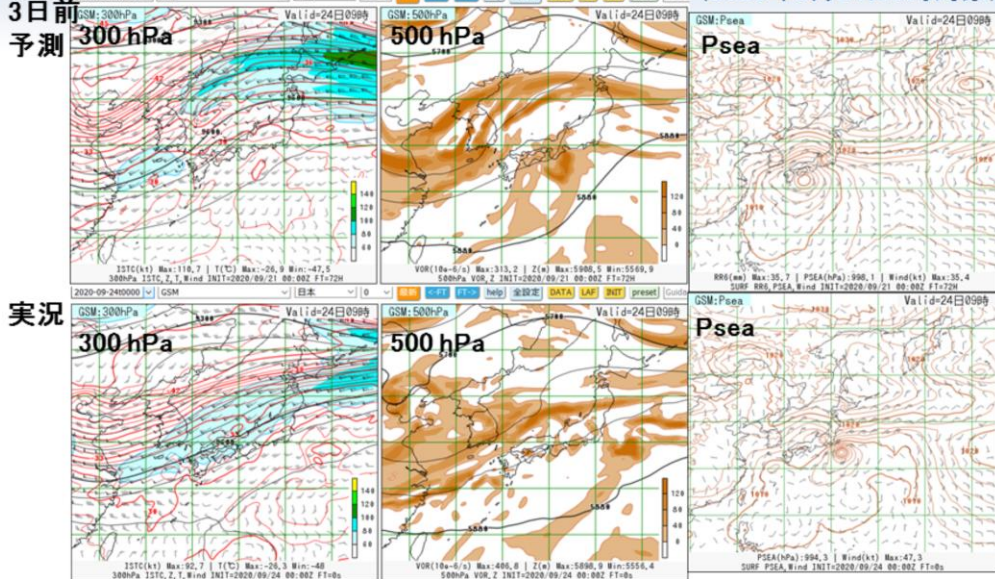 3日前
予測
GSM:300hPa Valid=24日09時
300 hPa
ISTC(kt) Max:110,7 | T(℃) Max:-26,9 Min:-47,5
300hPa ISTC,Z,T,Wind INIT=2020/09/21 00:00Z FT=72H
GSM:500hPa Valid=24日09時
500 hPa
VOR(10e-6/s) Max:313,2 | Z(m) Max:5908,5 Min:5569,9
500hPa VOR,Z INIT=2020/09/21 00:00Z FT=72H
GSM:Psea Valid=24日09時
Psea
RR6(mm) Max:35,7 | PSEA(hPa):998,1 | Wind(kt) Max:35,4
SURF RR6,PSEA,Wind INIT=2020/09/21 00:00Z FT=72H
2020-09-24t0000 GSM 日本 0 最新 <-FT FT-> help 全設定 DATA LAF INIT preset
実況
GSM:300hPa Valid=24日09時
300 hPa
ISTC(kt) Max:92,7 | T(℃) Max:-26,3 Min:-48
300hPa ISTC,Z,T,Wind INIT=2020/09/24 00:00Z FT=0s
GSM:500hPa Valid=24日09時
500 hPa
VOR(10e-6/s) Max:406,8 | Z(m) Max:5898,9 Min:5556,4
500hPa VOR,Z INIT=2020/09/24 00:00Z FT=0s
GSM:Psea Valid=24日09時
Psea
PSEA(hPa):994,3 | Wind(kt) Max:47,3
SURF PSEA,Wind INIT=2020/09/24 00:00Z FT=0s